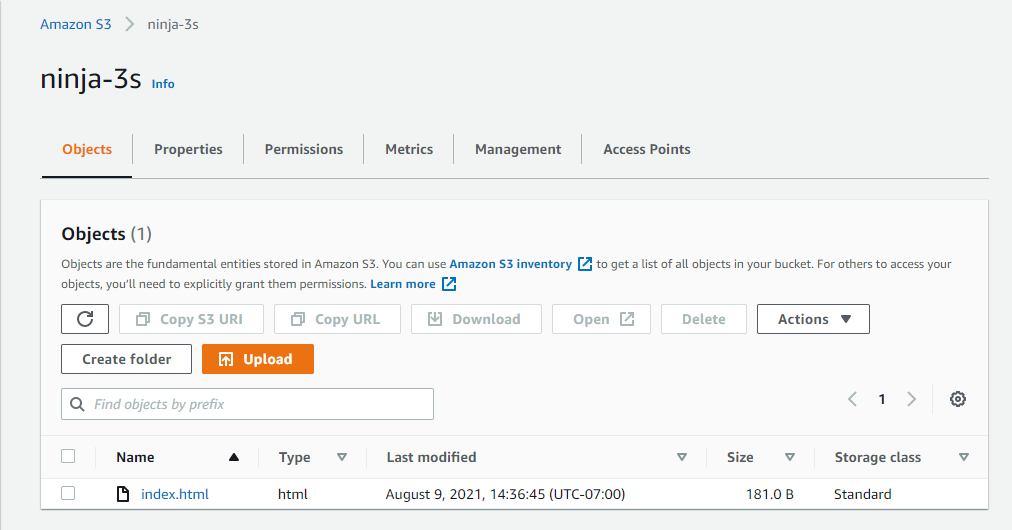 Amazon S3 > ninja-3s
ninja-3s Info
Objects Properties Permissions Metrics Management Access Points
Objects (1)
Objects are the fundamental entities stored in Amazon S3. You can use Amazon S3 inventory to get a list of all objects in your bucket. For others to access your
objects, you'll need to explicitly grant them permissions. Learn more
Copy S3 URI Copy URL Download Open Delete Actions
Create folder Upload
Find objects by prefix 1
Name Type Last modified Size Storage class
index.html html August 9, 2021, 14:36:45 (UTC-07:00) 181.0 B Standard